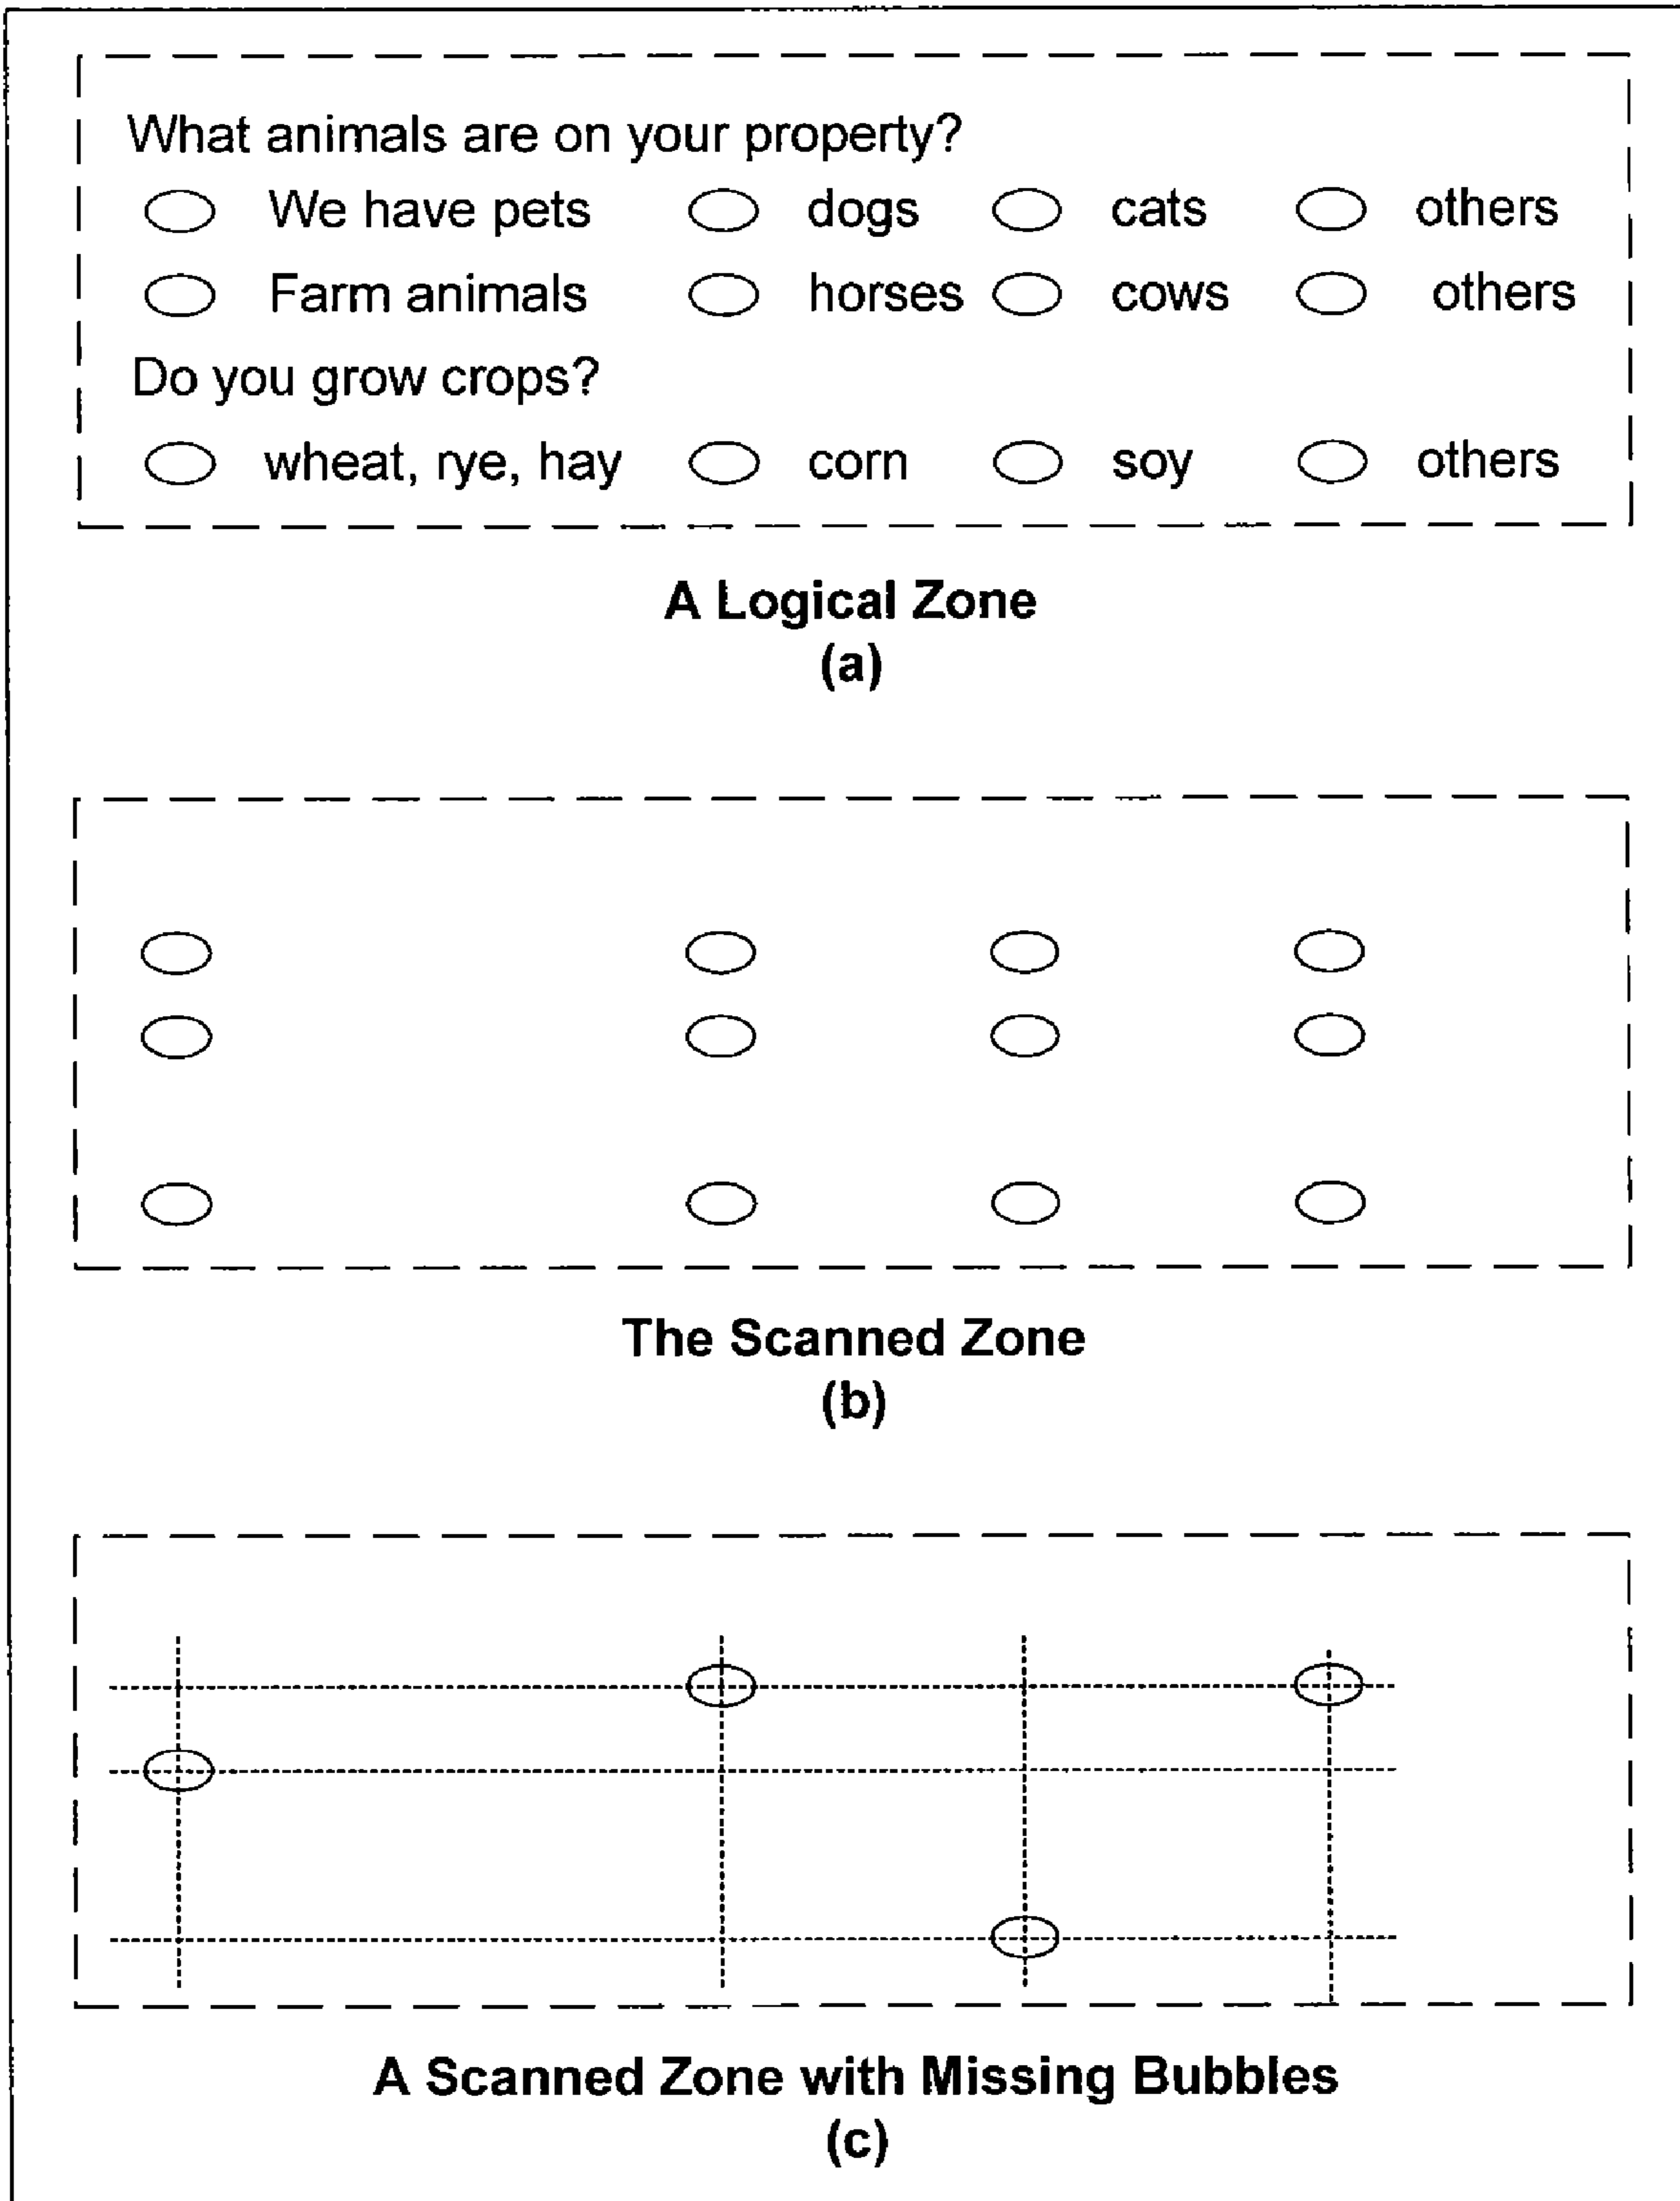 What animals are on your property?
We have pets dogs cats others
Farm animals horses cows others
Do you grow crops?
wheat, rye, hay corn soy others
A Logical Zone
(a)
The Scanned Zone
(b)
A Scanned Zone with Missing Bubbles
(c)